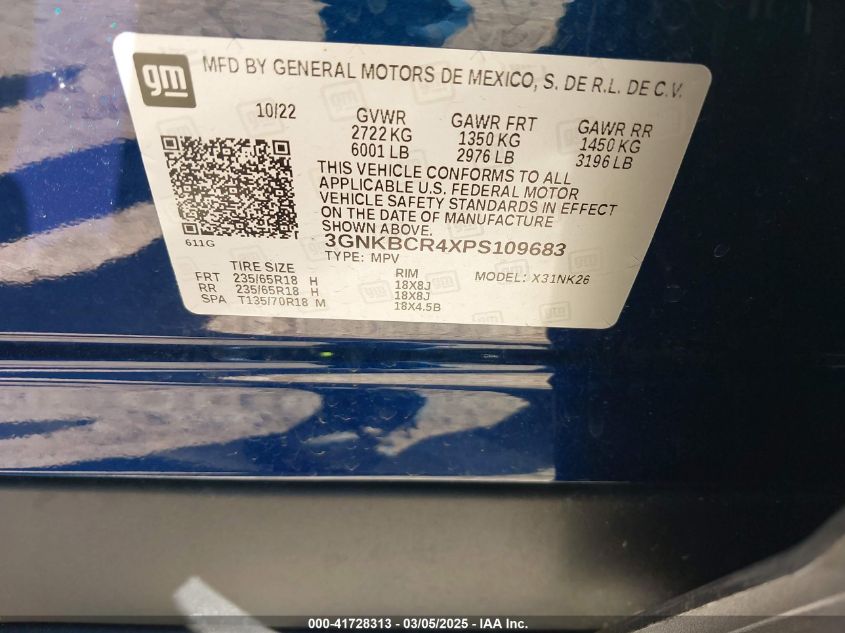 gm
MFD BY GENERAL MOTORS DE MEXICO, S. DE R.L. DE C.V.
10/22
GVWR
2722 KG
6001 LB
GAWR FRT
1350 KG
2976 LB
GAWR RR
1450 KG
3196 LB
THIS VEHICLE CONFORMS TO ALL
APPLICABLE U.S. FEDERAL MOTOR
VEHICLE SAFETY STANDARDS IN EFFECT
ON THE DATE OF MANUFACTURE
SHOWN ABOVE.
611G
3GNKBCR4XPS109683
TYPE: MPV
MODEL: X31NK26
TIRE SIZE RIM
FRT 235/65R18 H 18X8J
RR 235/65R18 H 18X8J
SPA T135/70R18 M 18X4.5B
000-41728313 - 03/05/2025 - IAA Inc.